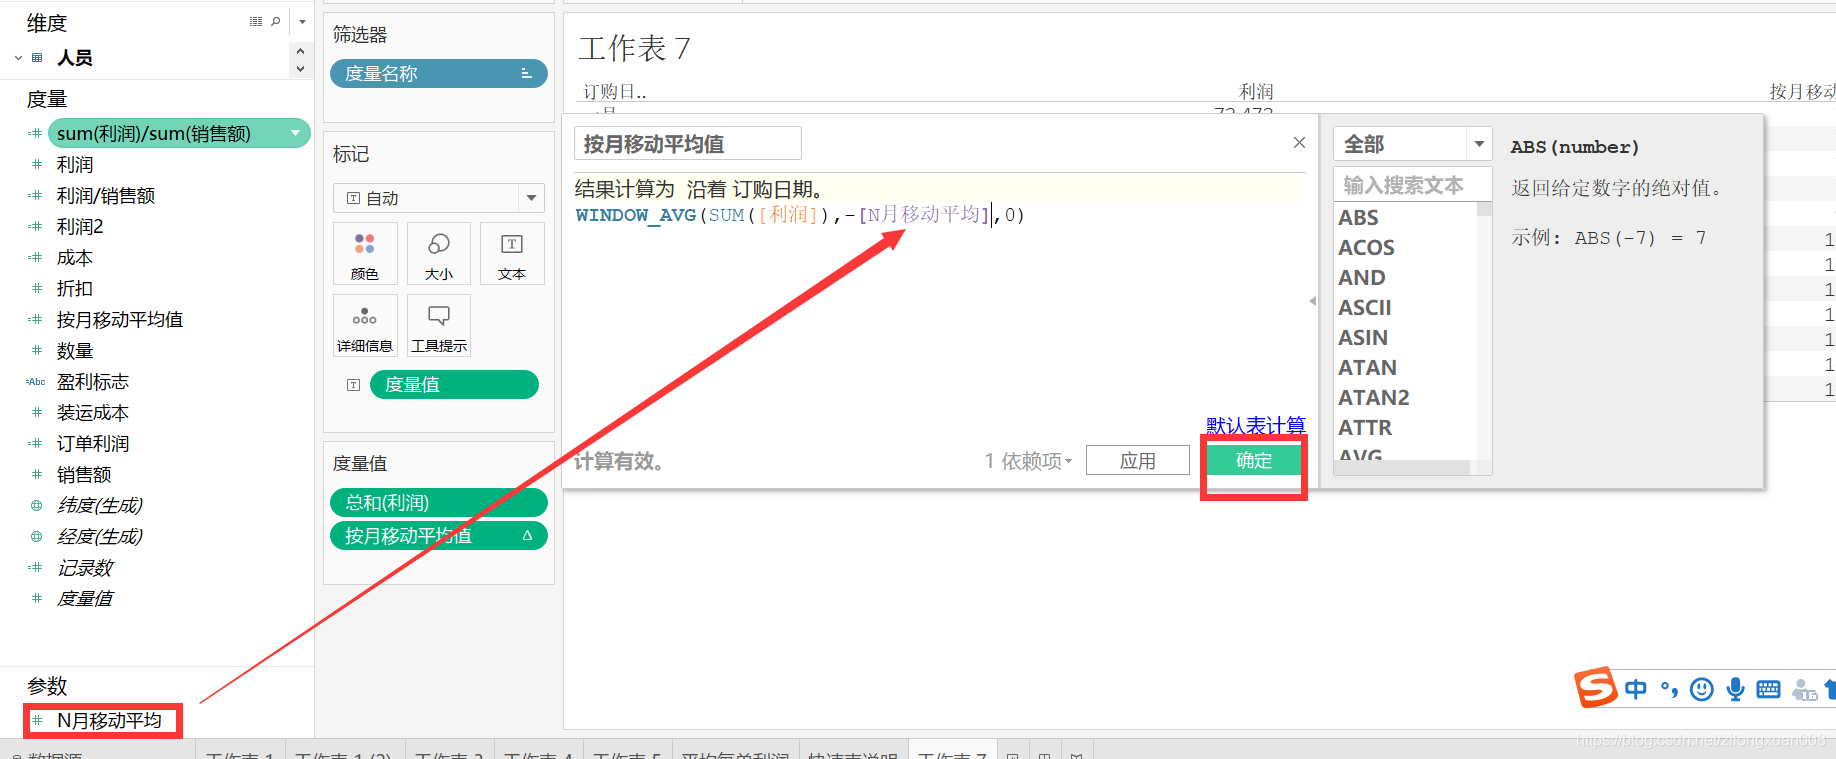 维度
人员
度量
sum(利润)/sum(销售额)
利润
利润/销售额
利润2
成本
折扣
按月移动平均值
数量
盈利标志
装运成本
订单利润
销售额
纬度(生成)
经度(生成)
记录数
度量值
参数
N月移动平均
筛选器
度量名称
标记
自动
颜色
大小
文本
详细信息
工具提示
度量值
度量值
总和(利润)
按月移动平均值
工作表 7
订购日..
利润
按月移动
按月移动平均值
结果计算为 沿着 订购日期。
WINDOW_AVG(SUM([利润]),-[N月移动平均],0)
默认表计算
计算有效。
1 依赖项
应用
确定
全部
输入搜索文本
ABS
ACOS
AND
ASCII
ASIN
ATAN
ATAN2
ATTR
AVG
ABS(number)
返回给定数字的绝对值。
示例: ABS(-7) = 7
1
1
1
1
1
1
1
中
数据源
工作表 1
工作表 1 (2)
工作表 3
工作表 4
工作表 5
平均每单利润
快速表说明
工作表 7
https://blog.csdn.net/zilongxuan008